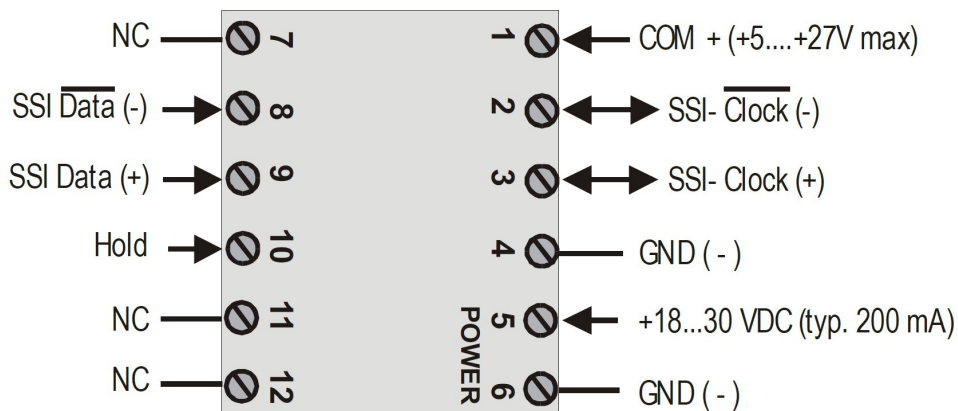 NC 7
SSI Data (-) 8
SSI Data (+) 9
Hold 10
NC 11
NC 12
1 COM + (+5....+27V max)
2 SSI- Clock (-)
3 SSI- Clock (+)
4 GND ( - )
5 +18...30 VDC (typ. 200 mA)
6 GND ( - )
POWER